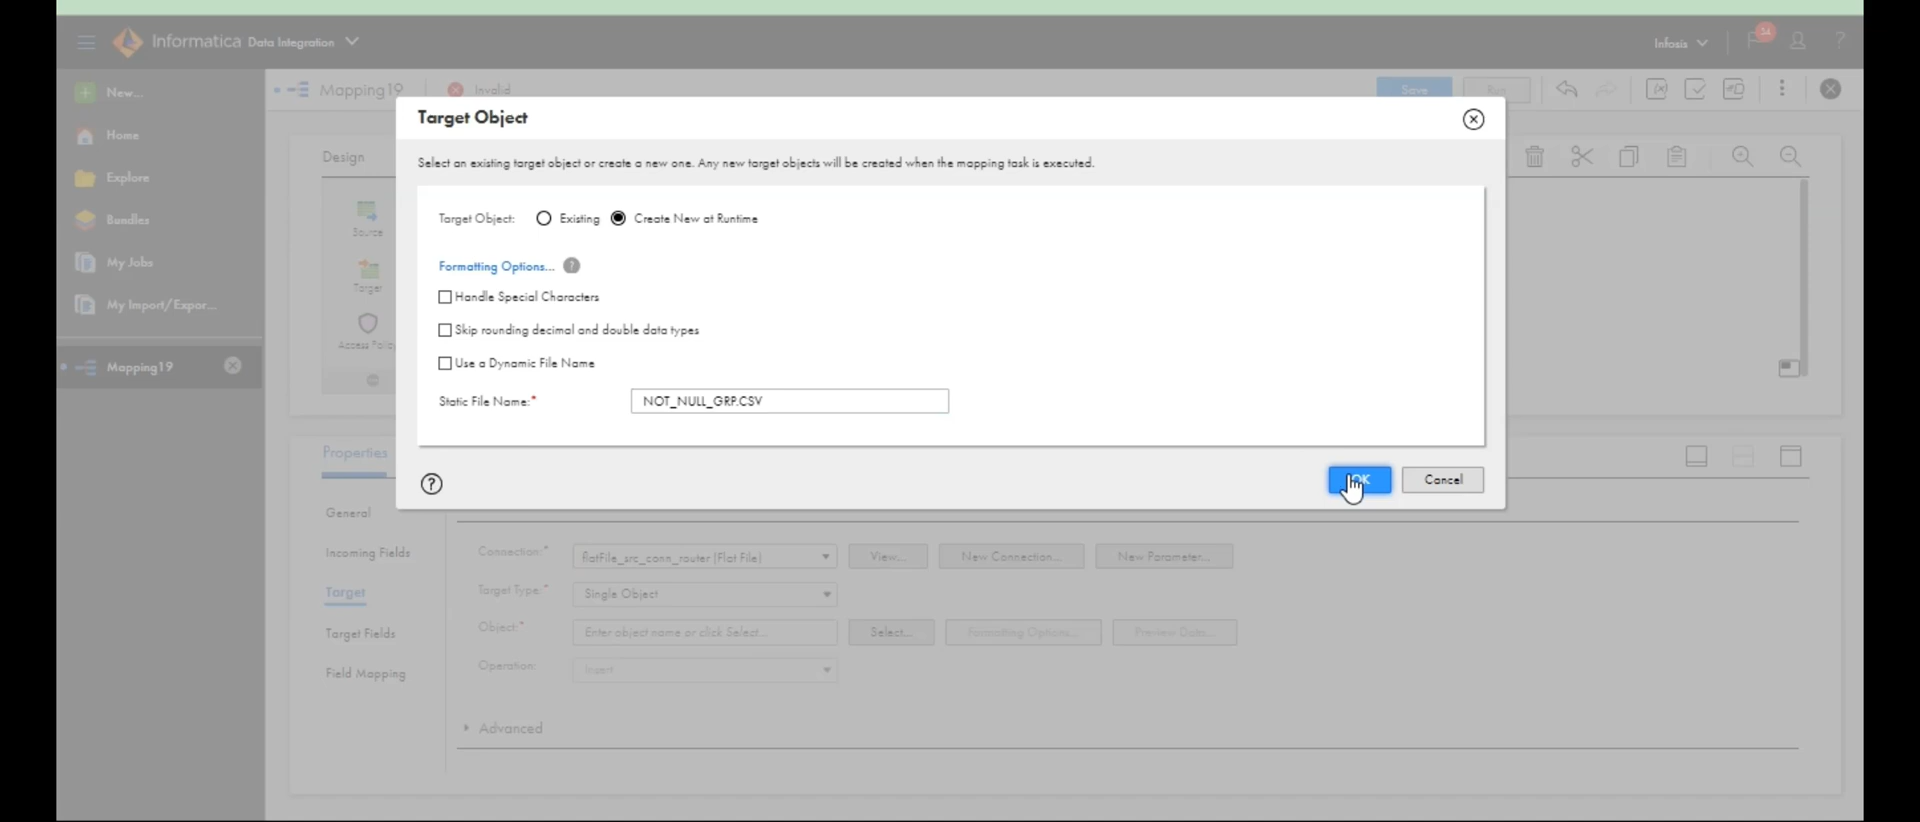 Informatica Data Integration
Infosis
34
?
New...
Mapping19
Invalid
Save
Run
Target Object
Home
Design
Select an existing target object or create a new one. Any new target objects will be created when the mapping task is executed.
Explore
Source
Target Object: Existing Create New at Runtime
Bundles
My Jobs
Formatting Options... ?
Target
Handle Special Characters
My Import/Expor...
Skip rounding decimal and double data types
Access Policy
Mapping19
Use a Dynamic File Name
Static File Name:* NOT_NULL_GRP.CSV
Properties
? OK Cancel
General
Incoming Fields
Connection:* flatFile_src_conn_router (Flat File) View... New Connection... New Parameter...
Target
Target Type:* Single Object
Target Fields
Object:* Enter object name or click Select... Select... Formatting Options... Preview Data...
Field Mapping
Operation: Insert
Advanced